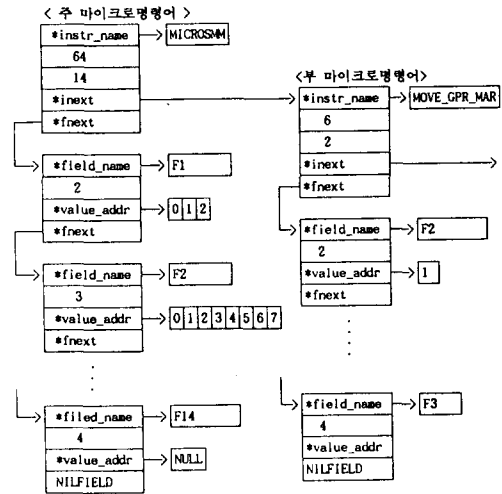 < 주 마이크로명령어 >
*instr_name
MICROSMM
64
14
*inext
*fnext
*field_name
F1
2
*value_addr
0 1 2
*fnext
*field_name
F2
3
*value_addr
0 1 2 3 4 5 6 7
*fnext
*filed_name
F14
4
*value_addr
NULL
NILFIELD
<부 마이크로명령어>
*instr_name
MOVE_GPR_MAR
6
2
*inext
*fnext
*field_name
F2
2
*value_addr
1
*fnext
*field_name
F3
4
*value_addr
NILFIELD